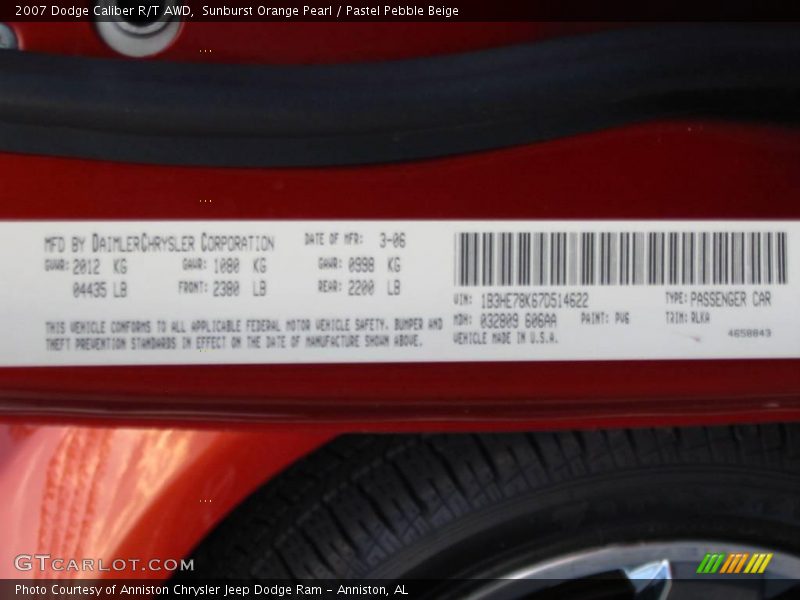 2007 Dodge Caliber R/T AWD, Sunburst Orange Pearl / Pastel Pebble Beige
MFD BY DAIMLERCHRYSLER CORPORATION DATE OF MFR: 3-06
GVWR: 2012 KG GAWR: 1080 KG GAWR: 0998 KG
04435 LB FRONT: 2380 LB REAR: 2200 LB
THIS VEHICLE CONFORMS TO ALL APPLICABLE FEDERAL MOTOR VEHICLE SAFETY, BUMPER AND
THEFT PREVENTION STANDARDS IN EFFECT ON THE DATE OF MANUFACTURE SHOWN ABOVE.
VIN: 1B3HE78K67D514622 TYPE: PASSENGER CAR
MDH: 032809 606AA PAINT: PV6 TRIM: RLKA
VEHICLE MADE IN U.S.A. 4658843
GTCARLOT.COM
Photo Courtesy of Anniston Chrysler Jeep Dodge Ram - Anniston, AL